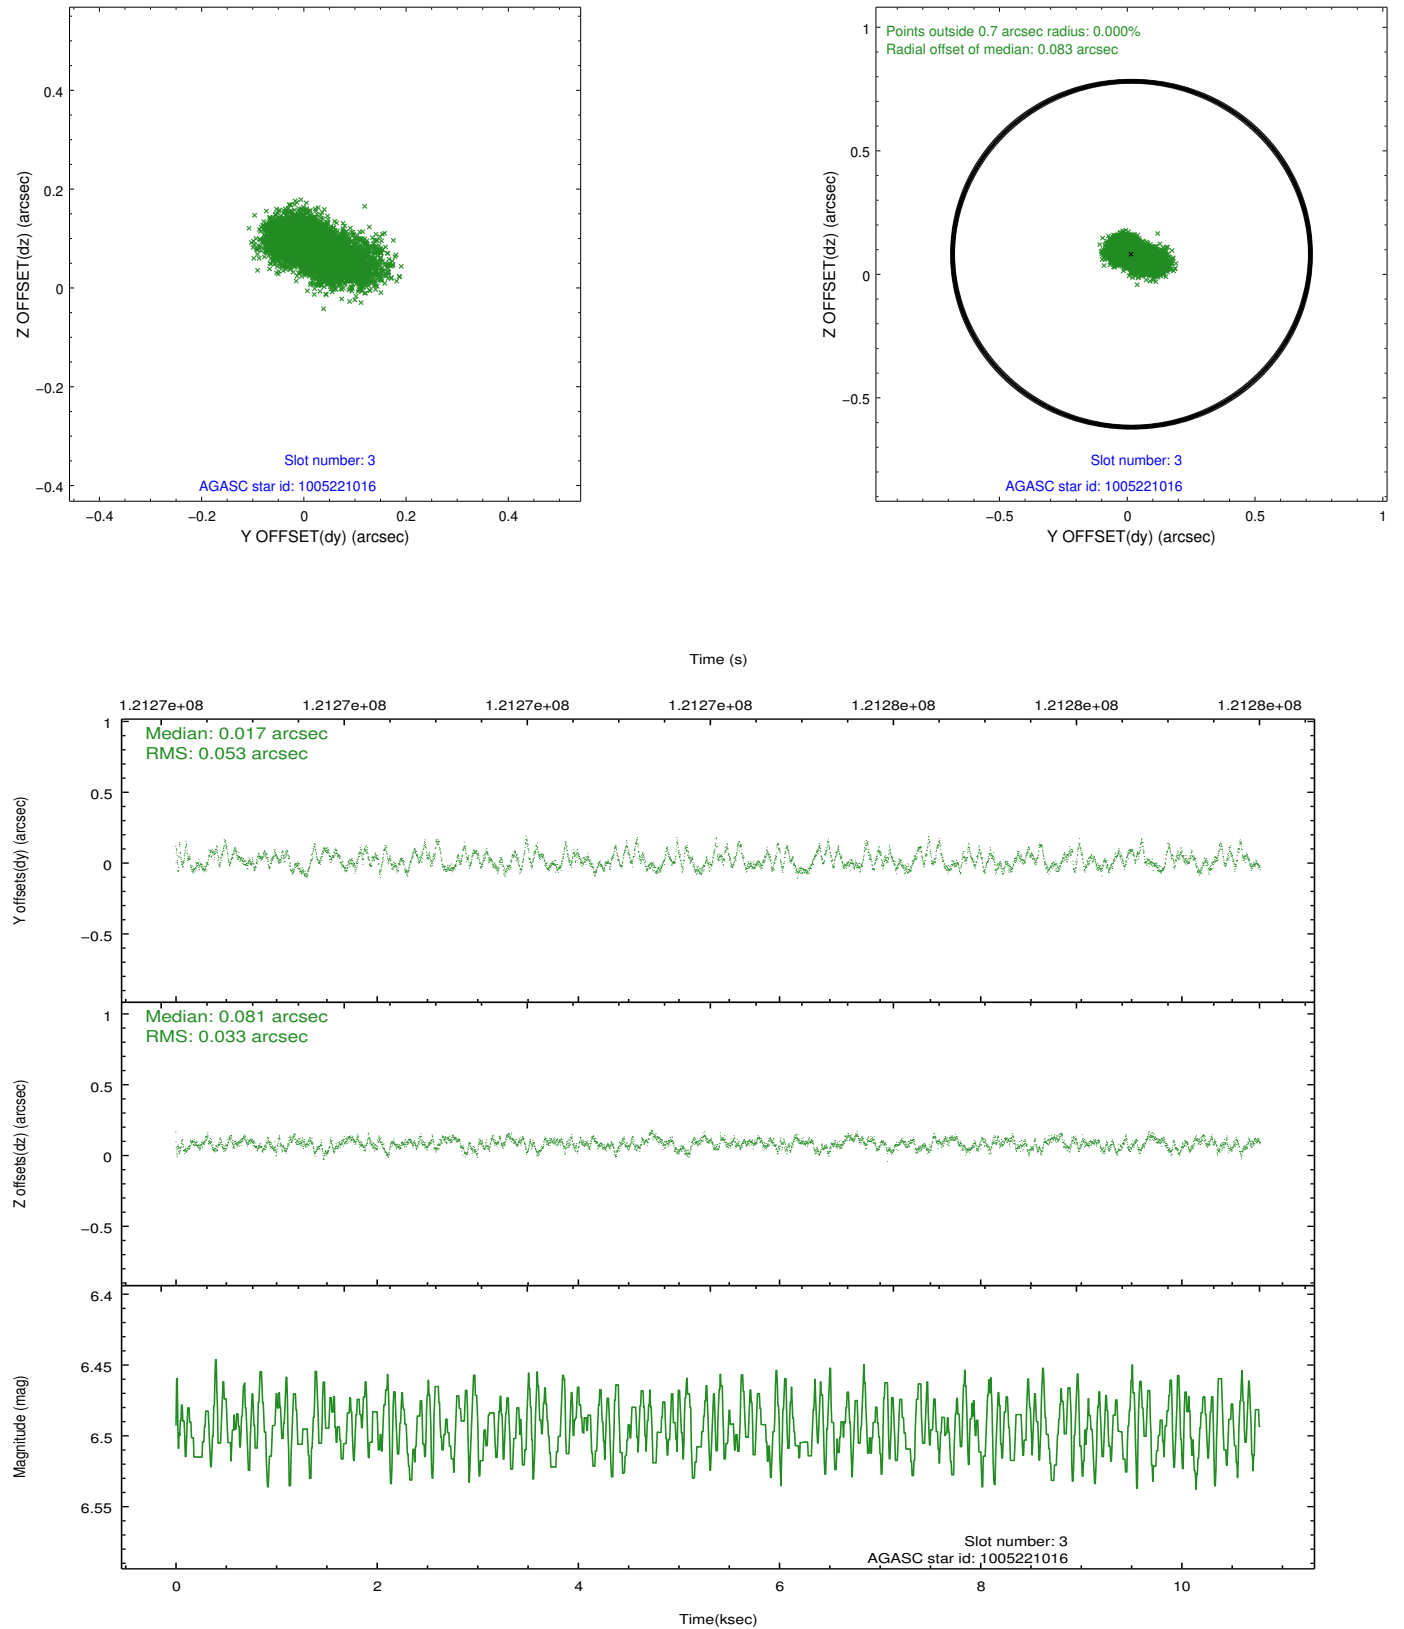 0.4
0.2
0
−0.2
−0.4
Z OFFSET(dz) (arcsec)
Slot number: 3
AGASC star id: 1005221016
−0.4 −0.2 0 0.2 0.4
Y OFFSET(dy) (arcsec)
Points outside 0.7 arcsec radius: 0.000%
Radial offset of median: 0.083 arcsec
1
0.5
0
−0.5
Z OFFSET(dz) (arcsec)
Slot number: 3
AGASC star id: 1005221016
−0.5 0 0.5 1
Y OFFSET(dy) (arcsec)
Time (s)
1.2127e+08 1.2127e+08 1.2127e+08 1.2127e+08 1.2128e+08 1.2128e+08 1.2128e+08
Median: 0.017 arcsec
RMS: 0.053 arcsec
1
0.5
0
−0.5
Y offsets(dy) (arcsec)
Median: 0.081 arcsec
RMS: 0.033 arcsec
1
0.5
0
−0.5
Z offsets(dz) (arcsec)
6.4
6.45
6.5
6.55
Magnitude (mag)
Slot number: 3
AGASC star id: 1005221016
0 2 4 6 8 10
Time(ksec)